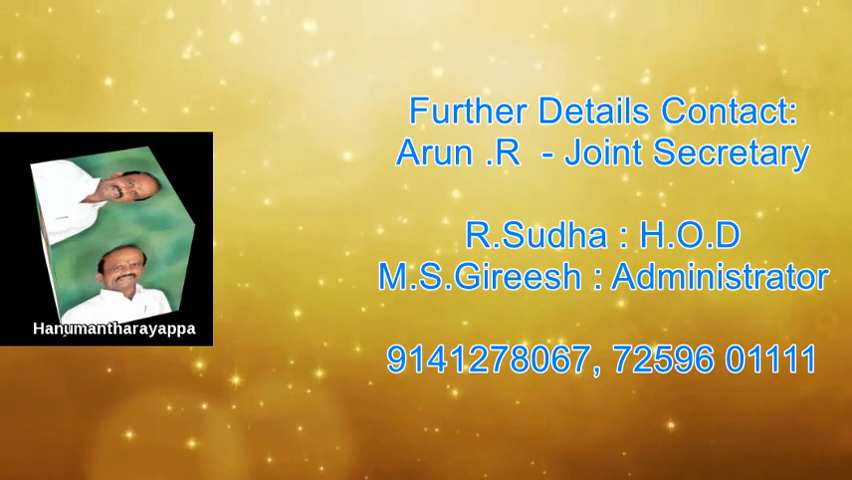 Further Details Contact:
Arun .R - Joint Secretary
R.Sudha : H.O.D
M.S.Gireesh : Administrator
9141278067, 72596 01111
Hanumantharayappa